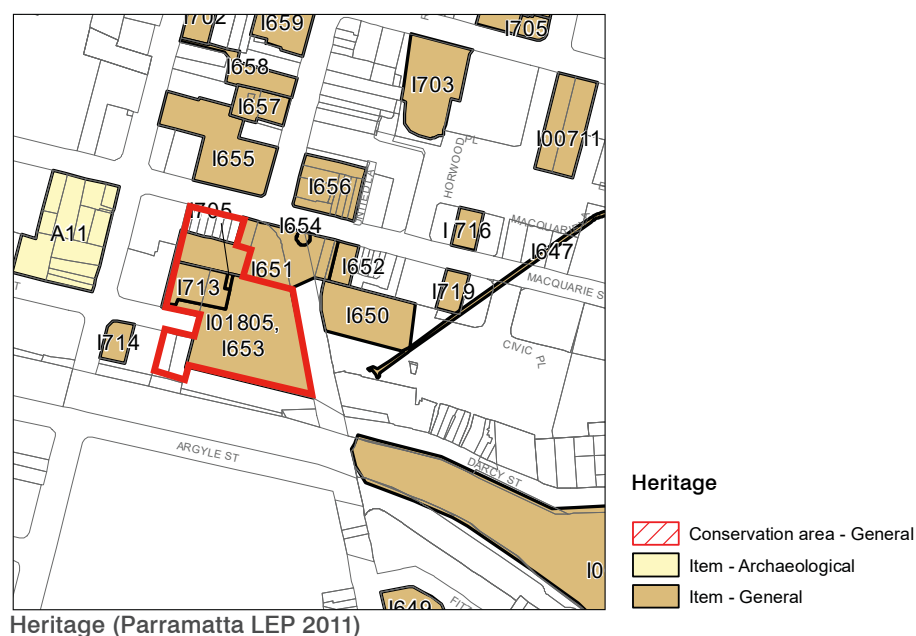 I702
I659
I705
I658
I703
I657
I00711
I655
HORWOOD PL
I656
A11
I705
I654
I716
MACQUARIE
I647
I651
I652
MACQUARIE S
I713
I719
I650
I01805,
I653
CIVIC PL
I714
ARGYLE ST
DARCY ST
I0
I649
Heritage
Conservation area - General
Item - Archaeological
Item - General
Heritage (Parramatta LEP 2011)